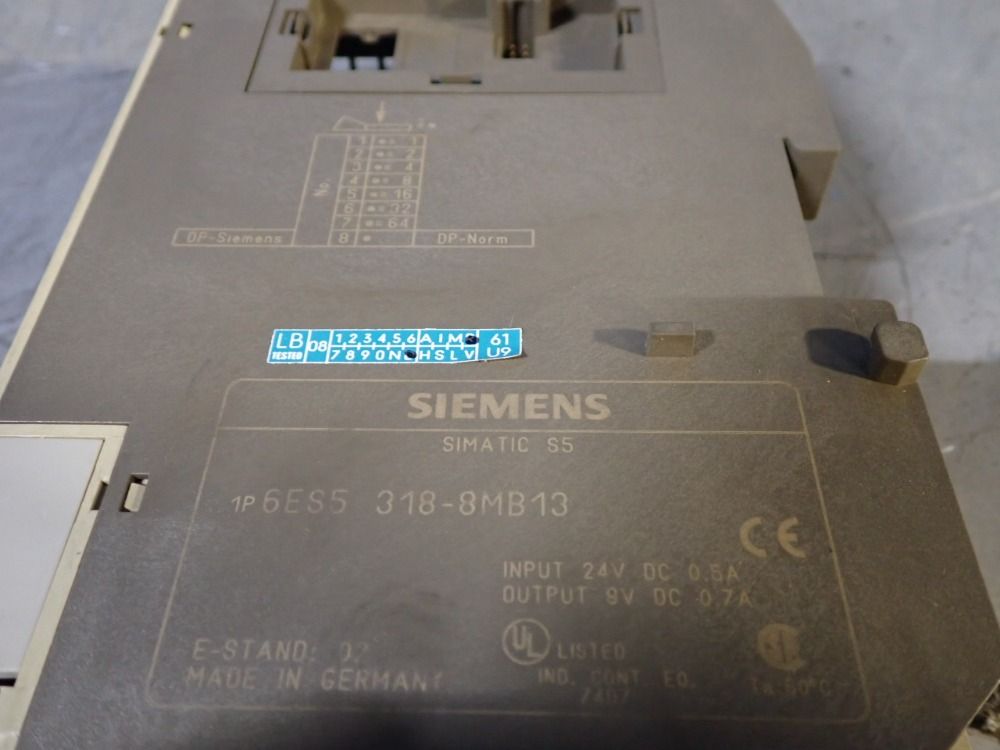 No.
1 1
2 2
3 4
4 8
5 16
6 32
7 64
DP-Siemens 8 DP-Norm
LB 08 1,2,3,4,5,6 A I M 61
TESTED 7 8 9 0 N H S L V U9
SIEMENS
SIMATIC S5
1P 6ES5 318-8MB13
CE
INPUT 24V DC 0.5A
OUTPUT 9V DC 0.7A
E-STAND: 02
UL LISTED
MADE IN GERMANY
IND. CONT EQ.
Ta 60°C